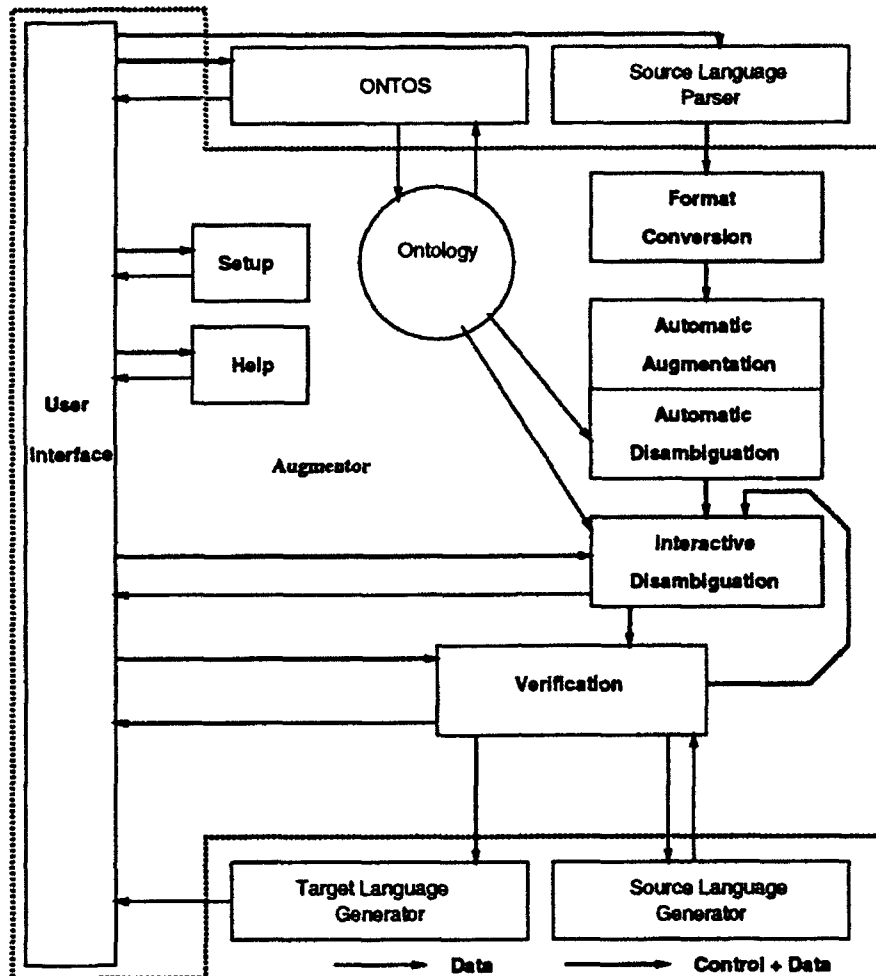 ONTOS
Source Language
Parser
Format
Conversion
Ontology
Setup
Automatic
Augmentation
Help
User
Interface
Automatic
Disambiguation
Augmentor
Interactive
Disambiguation
Verification
Target Language
Generator
Source Language
Generator
Data
Control + Data